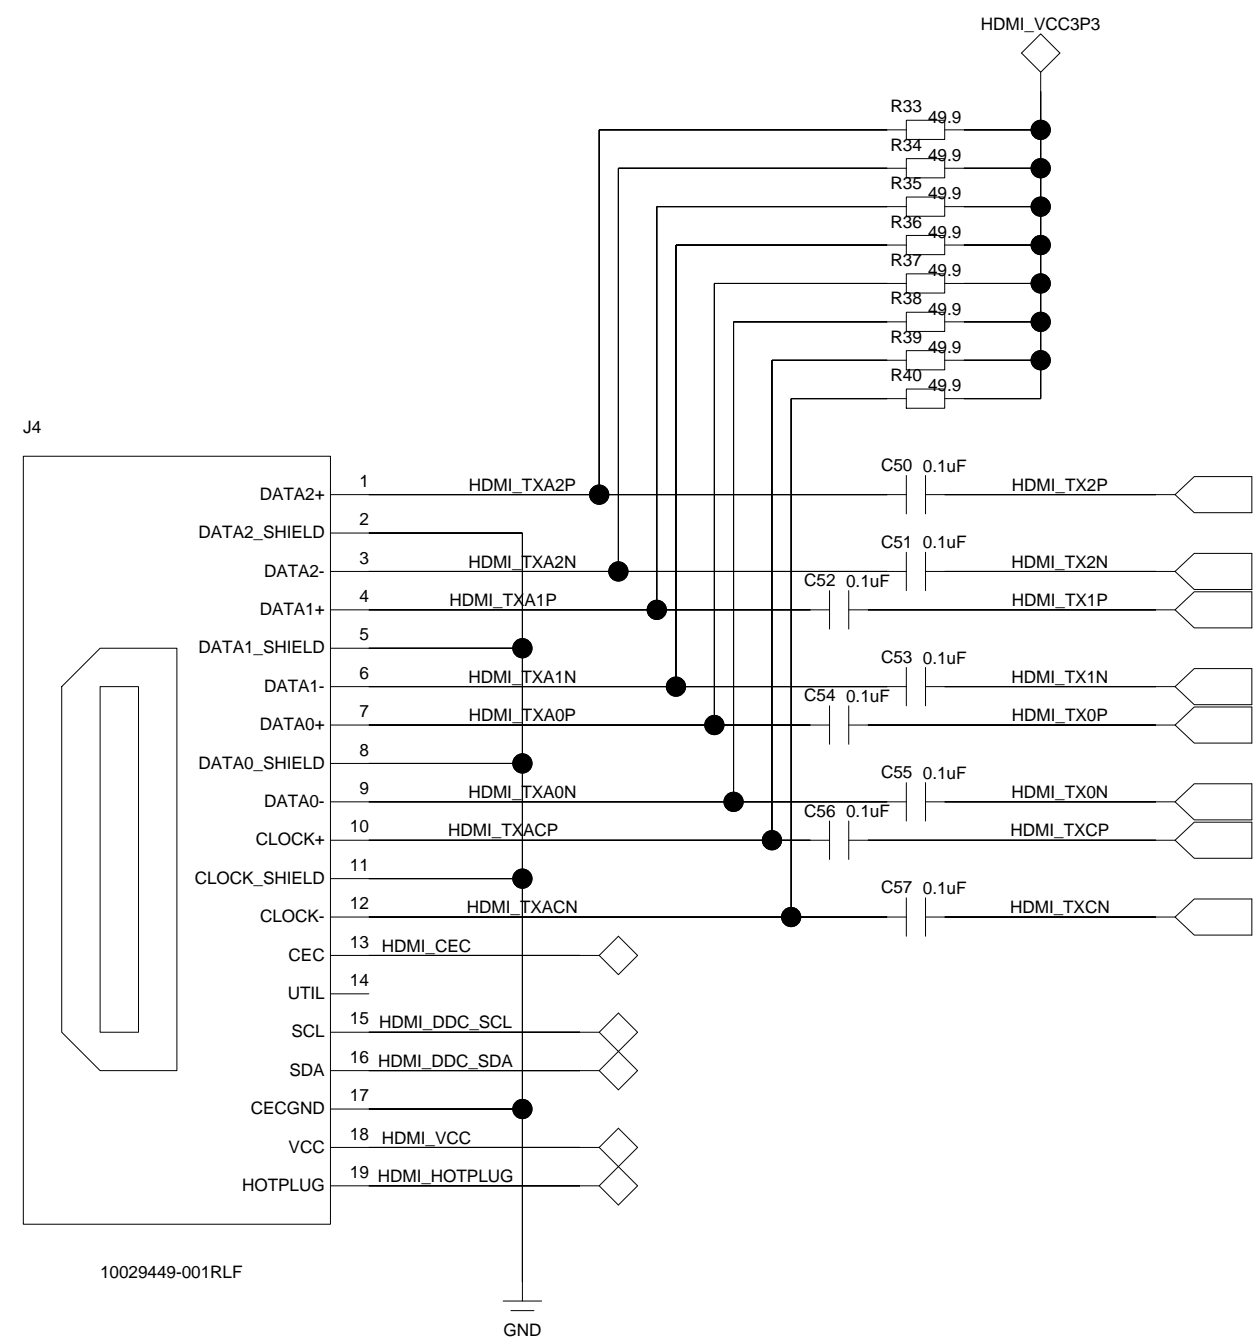 HDMI_VCC3P3
R33 49.9
R34 49.9
R35 49.9
R36 49.9
R37 49.9
R38 49.9
R39 49.9
R40 49.9
J4
DATA2+ 1 HDMI_TXA2P C50 0.1uF HDMI_TX2P
DATA2_SHIELD 2
DATA2- 3 HDMI_TXA2N C51 0.1uF HDMI_TX2N
DATA1+ 4 HDMI_TXA1P C52 0.1uF HDMI_TX1P
DATA1_SHIELD 5
DATA1- 6 HDMI_TXA1N C53 0.1uF HDMI_TX1N
DATA0+ 7 HDMI_TXA0P C54 0.1uF HDMI_TX0P
DATA0_SHIELD 8
DATA0- 9 HDMI_TXA0N C55 0.1uF HDMI_TX0N
CLOCK+ 10 HDMI_TXACP C56 0.1uF HDMI_TXCP
CLOCK_SHIELD 11
CLOCK- 12 HDMI_TXACN C57 0.1uF HDMI_TXCN
CEC 13 HDMI_CEC
UTIL 14
SCL 15 HDMI_DDC_SCL
SDA 16 HDMI_DDC_SDA
CECGND 17
VCC 18 HDMI_VCC
HOTPLUG 19 HDMI_HOTPLUG
10029449-001RLF
GND